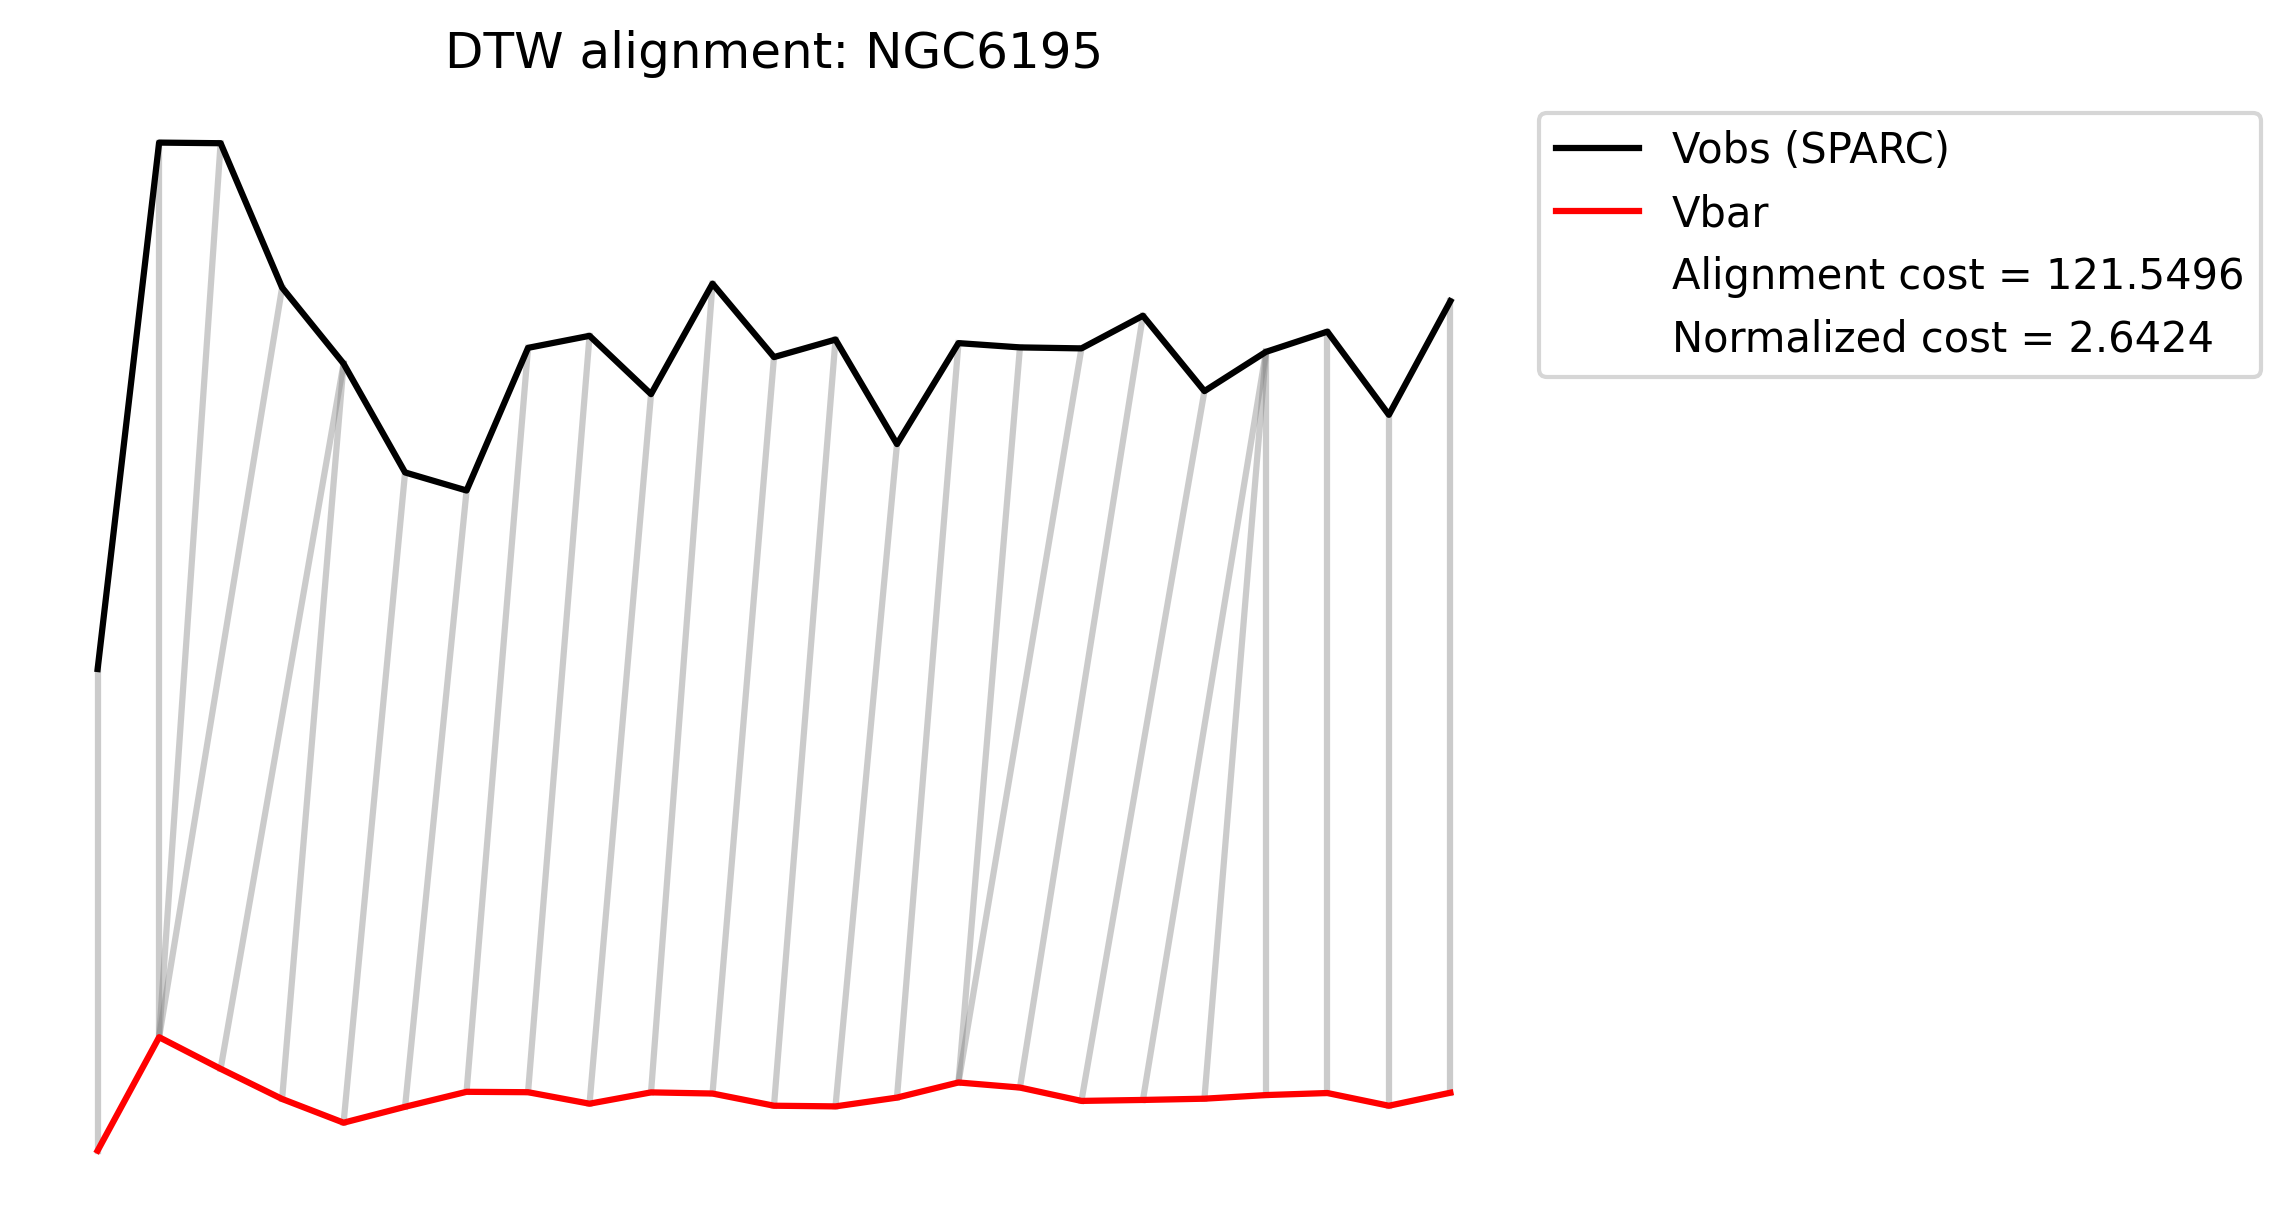 DTW alignment: NGC6195
Vobs (SPARC)
Vbar
Alignment cost = 121.5496
Normalized cost = 2.6424